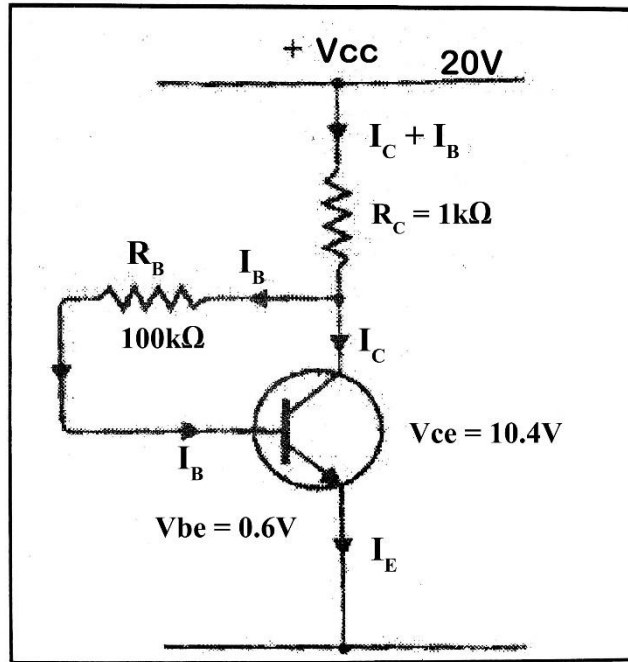 + Vcc 20V
I_C + I_B
R_C = 1kΩ
R_B I_B
100kΩ
I_C
Vce = 10.4V
I_B
Vbe = 0.6V
I_E